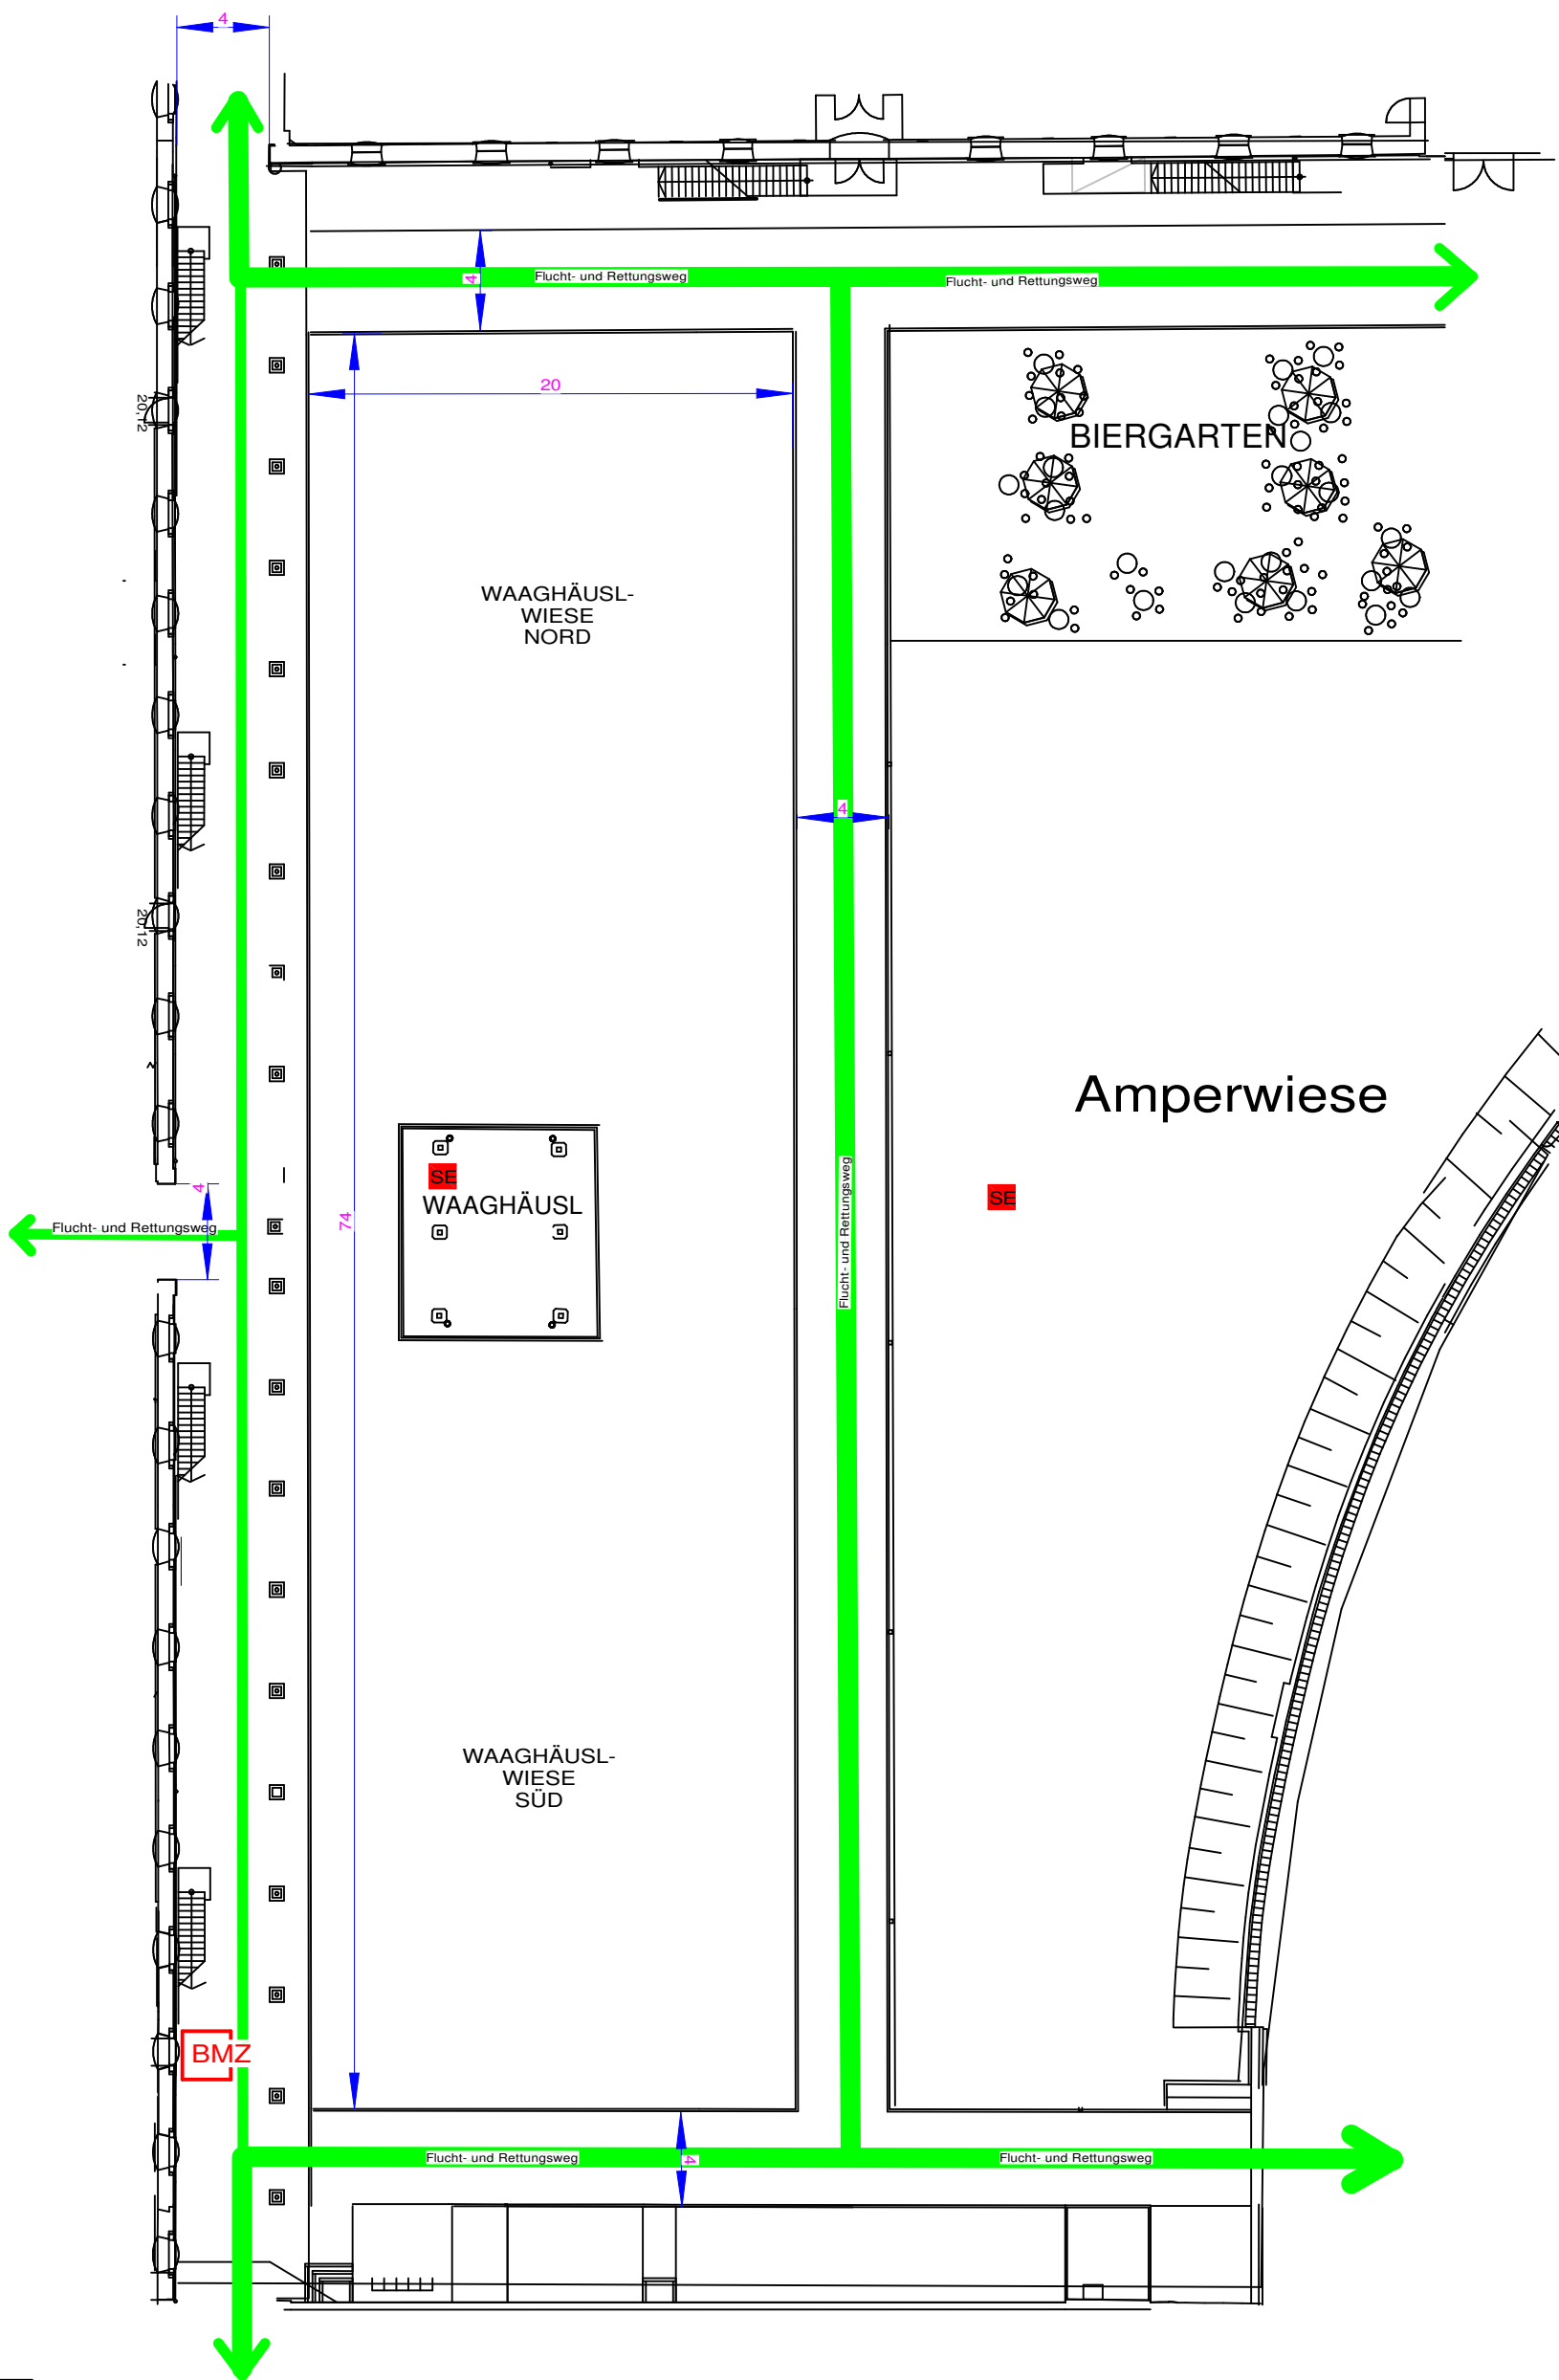 4
Flucht- und Rettungsweg
Flucht- und Rettungsweg
4
20
20,12
BIERGARTEN
WAAGHÄUSL-
WIESE
NORD
4
20,12
Amperwiese
SE
WAAGHÄUSL
SE
4
Flucht- und Rettungsweg
74
Flucht- und Rettungsweg
WAAGHÄUSL-
WIESE
SÜD
BMZ
Flucht- und Rettungsweg
4
Flucht- und Rettungsweg